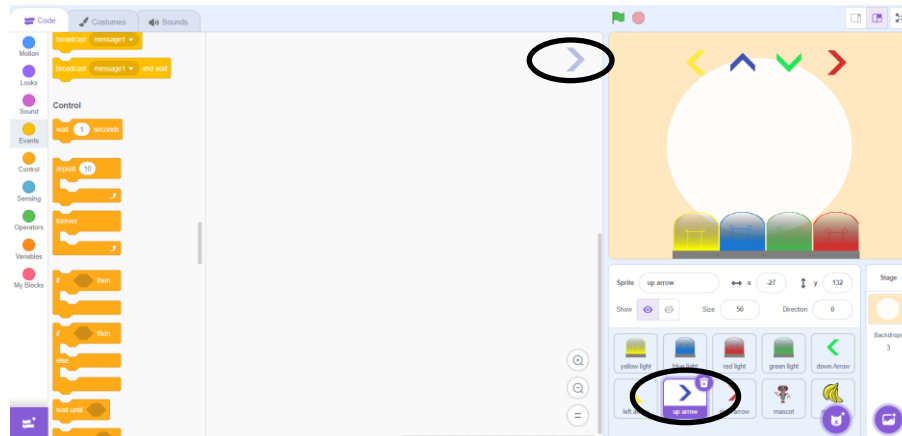 Code
Costumes
Sounds
Motion
Looks
Sound
Events
Control
Sensing
Operators
Variables
My Blocks
broadcast message1
broadcast message1 and wait
Control
wait 1 seconds
repeat 10
forever
if then
if then
else
wait until
Sprite up arrow x -27 y 132
Show Size 50 Direction 0
yellow light blue light red light green light down Arrow
up arrow mascot
Stage
Backdrops
3